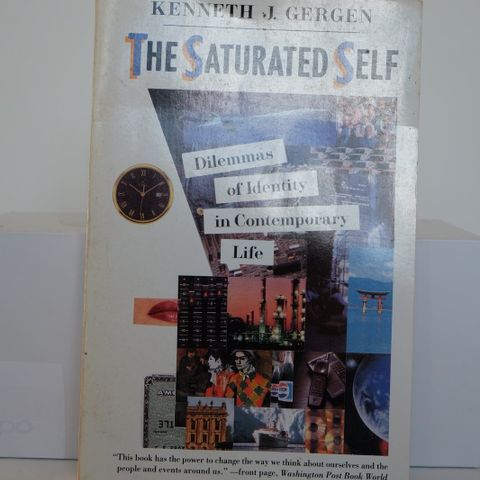 KENNETH J. GERGEN
THE SATURATED SELF
Dilemmas
of Identity
in Contemporary
Life
PEPSI
"This book has the power to change the way we think about ourselves and the
people and events around us." —front page, Washington Post Book World